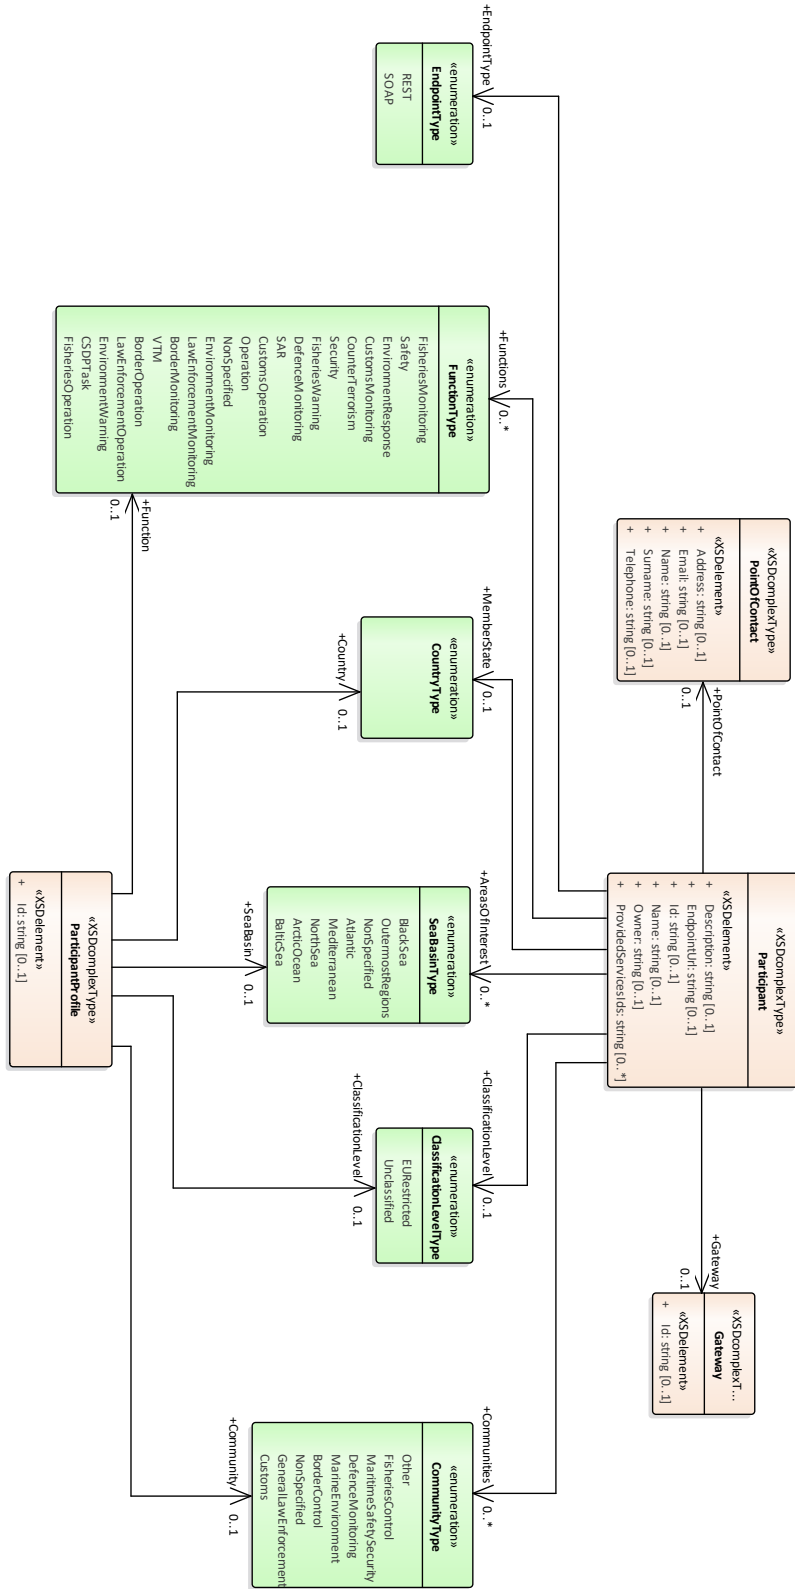 «XSDcomplexType»
Participant
«XSDelement»
+ Description: string [0..1]
+ EndpointUrl: string [0..1]
+ Id: string [0..1]
+ Name: string [0..1]
+ Owner: string [0..1]
+ ProvidedServicesIds: string [0..*]
«XSDcomplexType»
PointOfContact
«XSDelement»
+ Address: string [0..1]
+ Email: string [0..1]
+ Name: string [0..1]
+ Surname: string [0..1]
+ Telephone: string [0..1]
+PointOfContact
0..1
«XSDcomplexT...
Gateway
«XSDelement»
+ Id: string [0..1]
+Gateway
0..1
+EndpointType
0..1
«enumeration»
EndpointType
REST
SOAP
+Functions
0..*
«enumeration»
FunctionType
FisheriesMonitoring
Safety
EnvironmentResponse
CustomsMonitoring
CounterTerrorism
Security
FisheriesWarning
DefenceMonitoring
SAR
CustomsOperation
Operation
NonSpecified
EnvironmentMonitoring
LawEnforcementMonitoring
BorderMonitoring
VTM
BorderOperation
LawEnforcementOperation
EnvironmentWarning
CSDPTask
FisheriesOperation
+Function
0..1
+MemberState
0..1
«enumeration»
CountryType
+Country
0..1
+AreasOfInterest
0..*
«enumeration»
SeaBasinType
BlackSea
OutermostRegions
NonSpecified
Atlantic
Mediterranean
NorthSea
ArcticOcean
BalticSea
+SeaBasin
0..1
+ClassificationLevel
0..1
«enumeration»
ClassificationLevelType
EURestricted
Unclassified
+ClassificationLevel
0..1
+Communities
0..*
«enumeration»
CommunityType
Other
FisheriesControl
MaritimeSafetySecurity
DefenceMonitoring
MarineEnvironment
BorderControl
NonSpecified
GeneralLawEnforcement
Customs
+Community
0..1
«XSDcomplexType»
ParticipantProfile
«XSDelement»
+ Id: string [0..1]